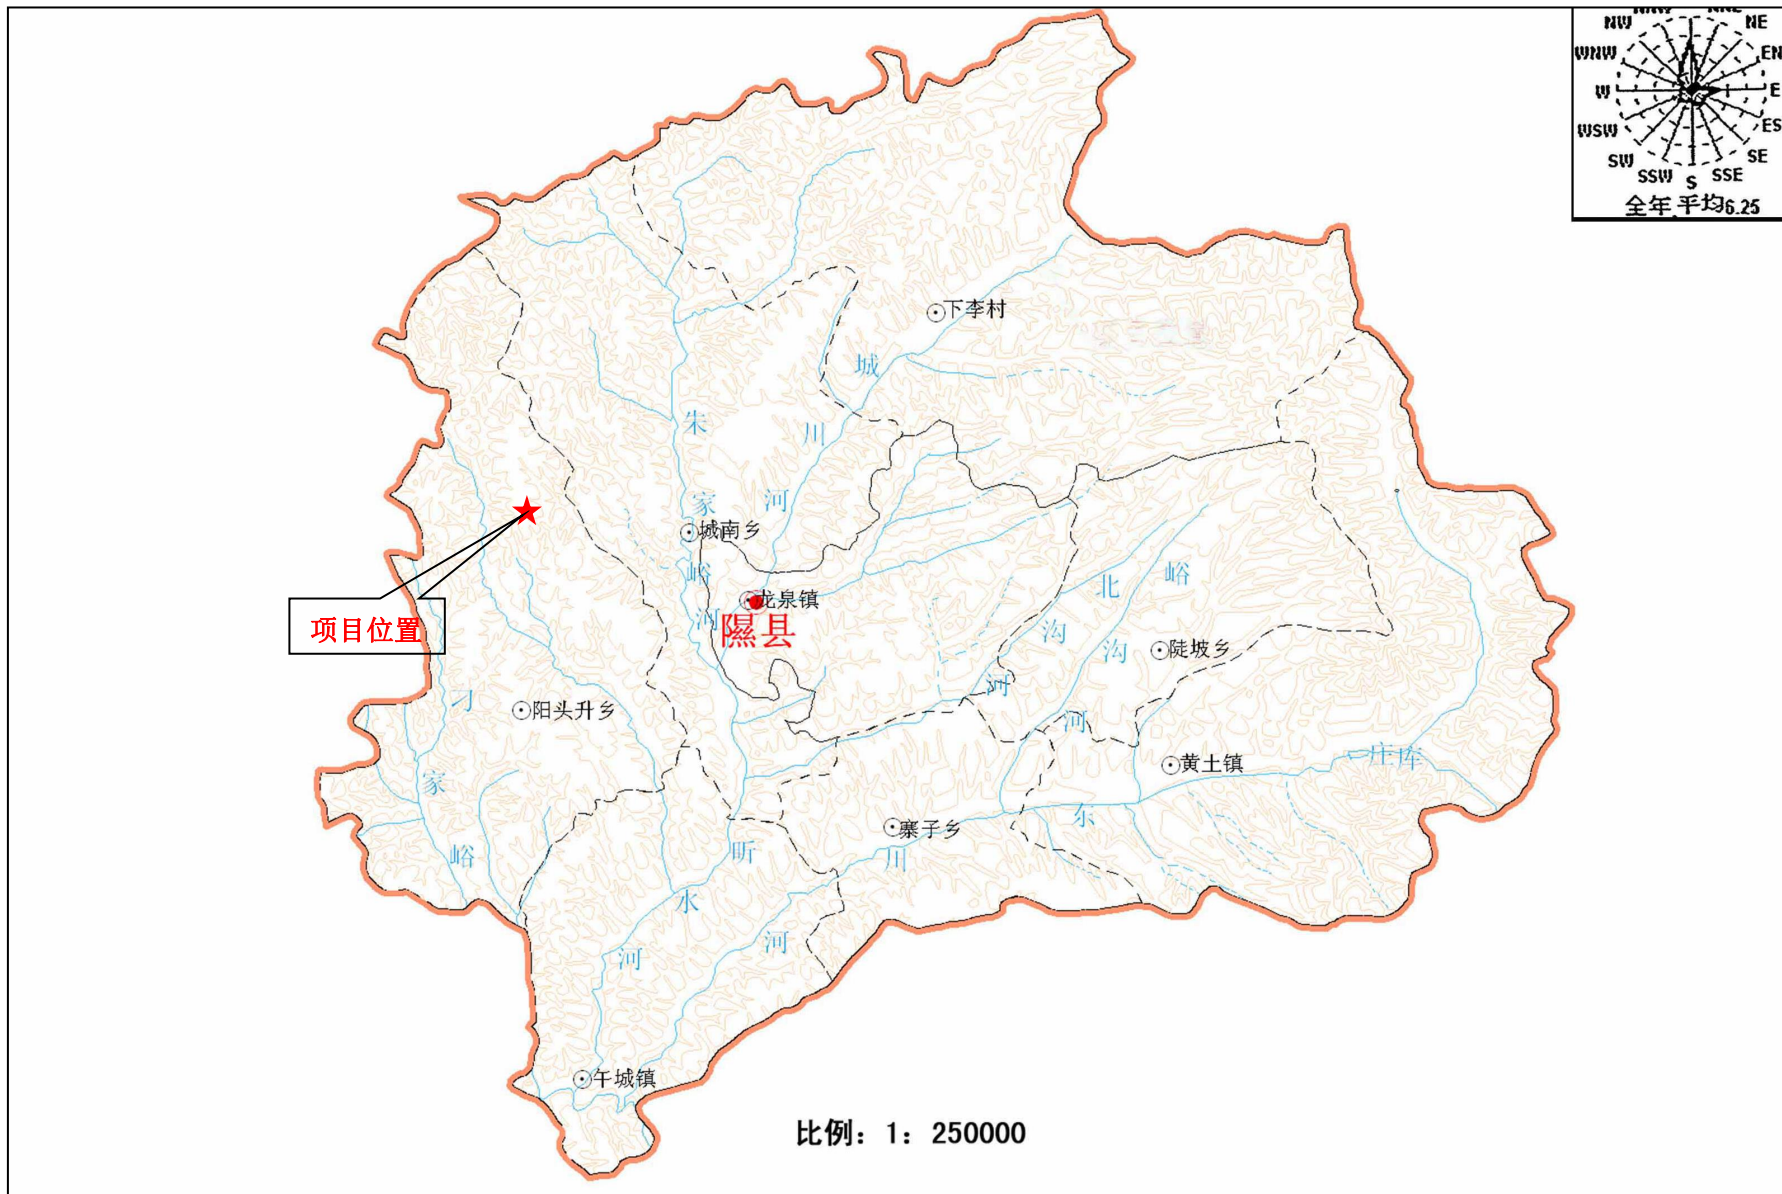 NW
NE
WNW
EN
W
E
WSW
ES
SW
SE
SSW
S
SSE
全年平均6.25
下李村
城川河
朱家峪河
城南乡
龙泉镇
隰县
项目位置
北沟河
峪沟河
陡坡乡
阳头升乡
刁家峪
黄土镇
庄库
东川河
寨子乡
昕水河
午城镇
比例：1：250000